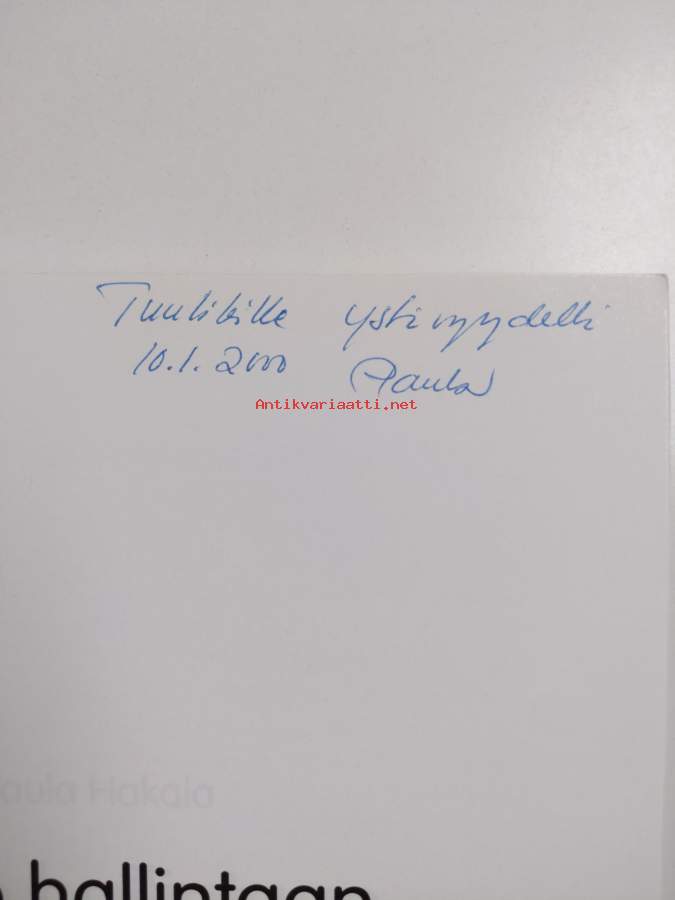 Tuulikille ystävyydellä
10.1.2000 Paula
Antikvariaatti.net
aula Hakala
hallintaan